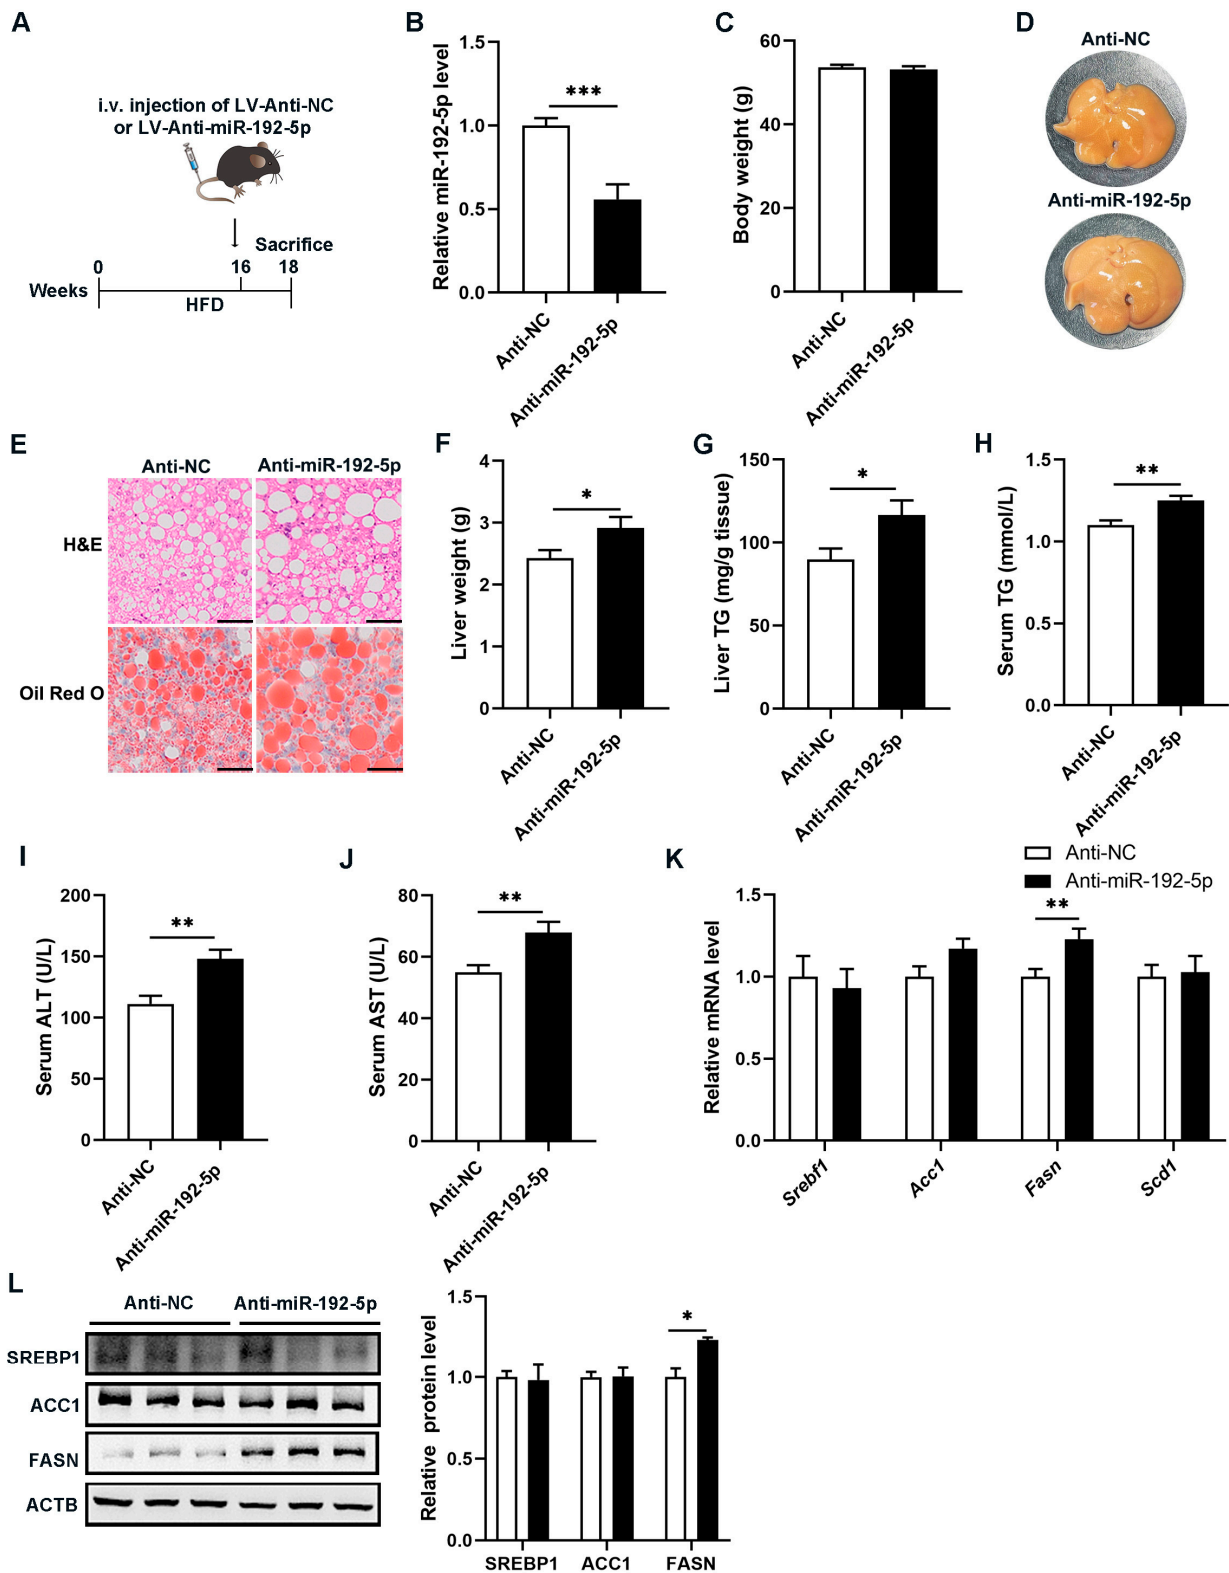 A
i.v. injection of LV-Anti-NC
or LV-Anti-miR-192-5p
Sacrifice
0 16 18
Weeks
HFD
B
Relative miR-192-5p level
1.5
1.0
0.5
0.0
***
Anti-NC
Anti-miR-192-5p
C
Body weight (g)
60
40
20
0
Anti-NC
Anti-miR-192-5p
D
Anti-NC
Anti-miR-192-5p
E
Anti-NC Anti-miR-192-5p
H&E
Oil Red O
F
Liver weight (g)
4
3
2
1
0
*
Anti-NC
Anti-miR-192-5p
G
Liver TG (mg/g tissue)
150
100
50
0
*
Anti-NC
Anti-miR-192-5p
H
Serum TG (mmol/L)
1.5
1.0
0.5
0.0
**
Anti-NC
Anti-miR-192-5p
I
Serum ALT (U/L)
200
150
100
50
0
**
Anti-NC
Anti-miR-192-5p
J
Serum AST (U/L)
80
60
40
20
0
**
Anti-NC
Anti-miR-192-5p
K
Anti-NC
Anti-miR-192-5p
Relative mRNA level
1.5
1.0
0.5
0.0
**
Srebf1
Acc1
Fasn
Scd1
L
Anti-NC Anti-miR-192-5p
SREBP1
ACC1
FASN
ACTB
Relative protein level
1.5
1.0
0.5
0.0
*
SREBP1 ACC1 FASN